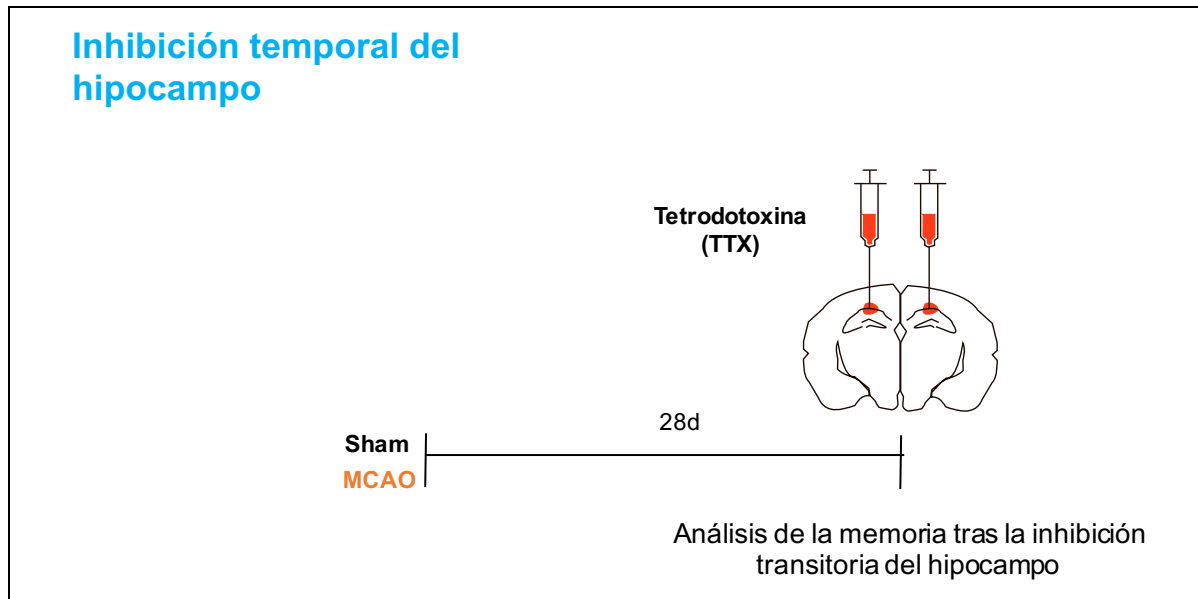 Inhibición temporal del
hipocampo
Tetrodotoxina
(TTX)
28d
Sham
MCAO
Análisis de la memoria tras la inhibición
transitoria del hipocampo